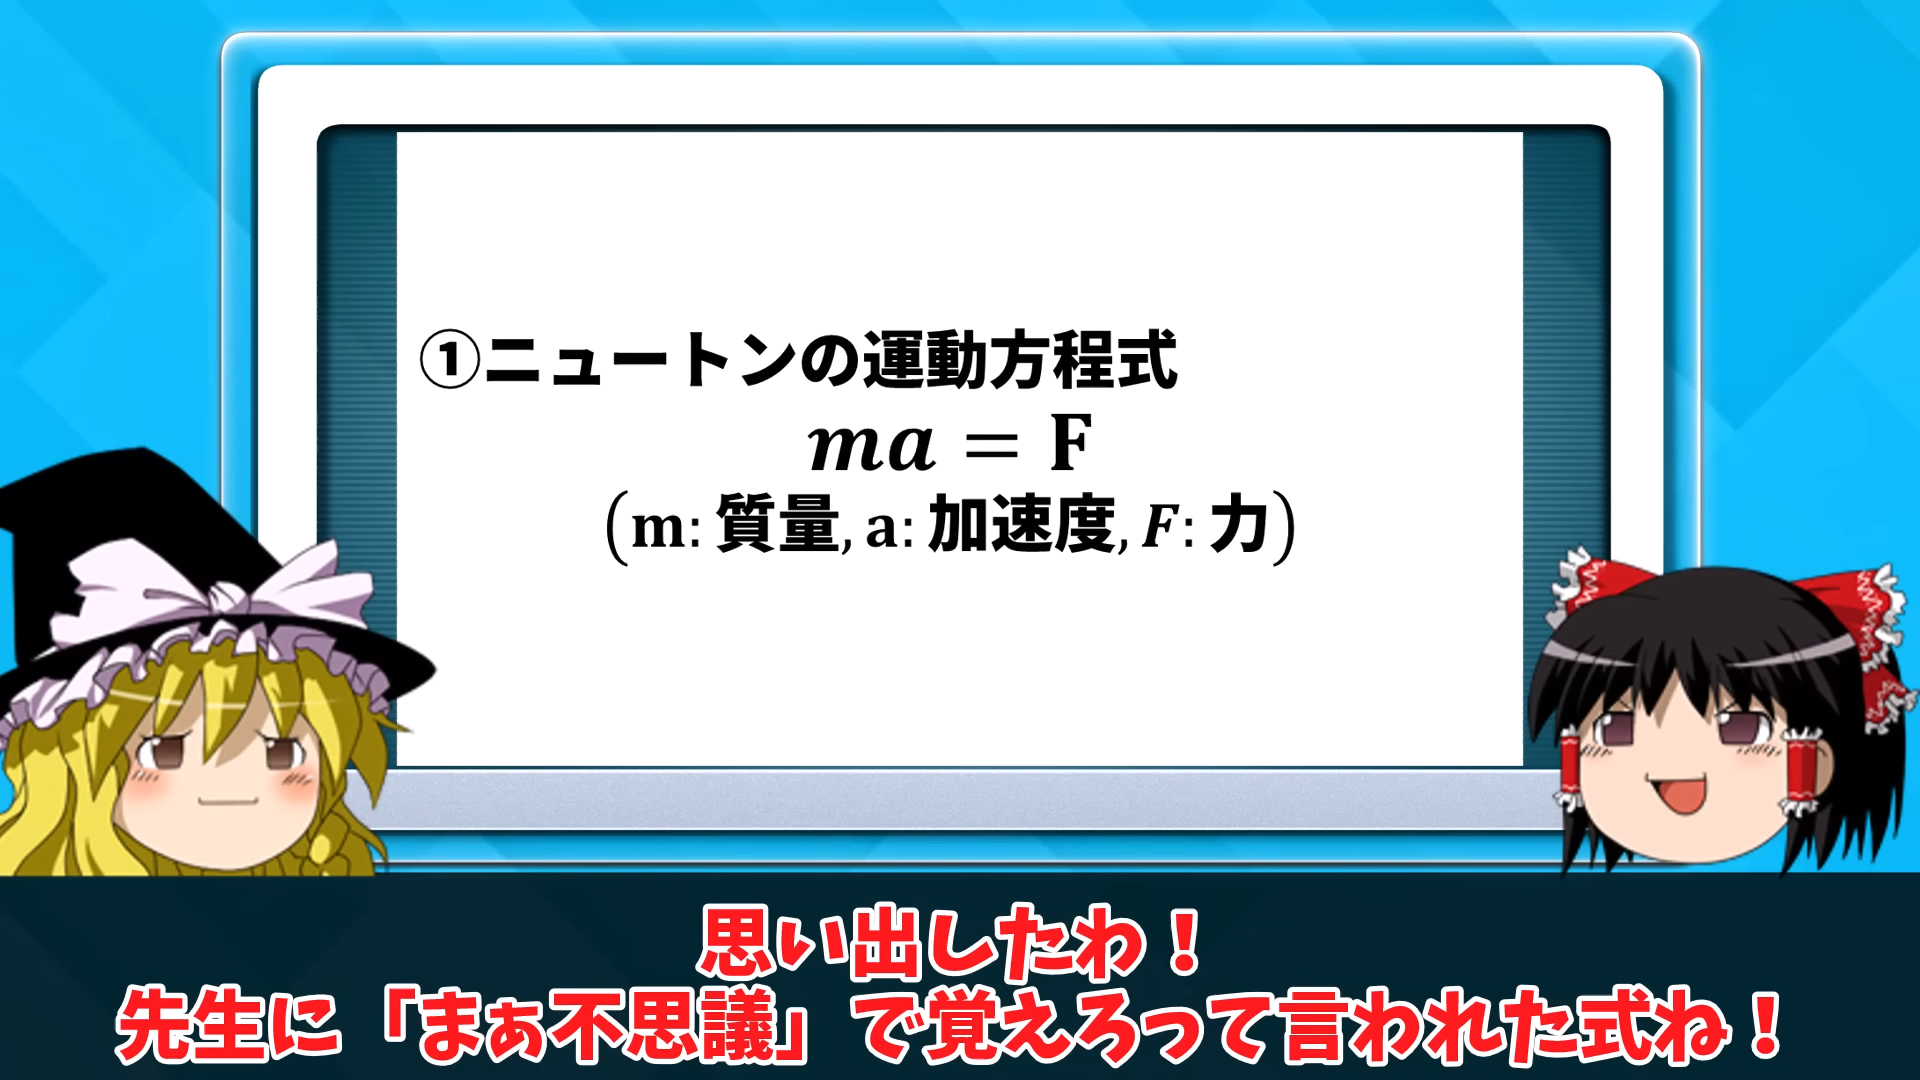 ①ニュートンの運動方程式
ma = F
(m: 質量, a: 加速度, F: 力)
思い出したわ！
先生に「まぁ不思議」で覚えろって言われた式ね！